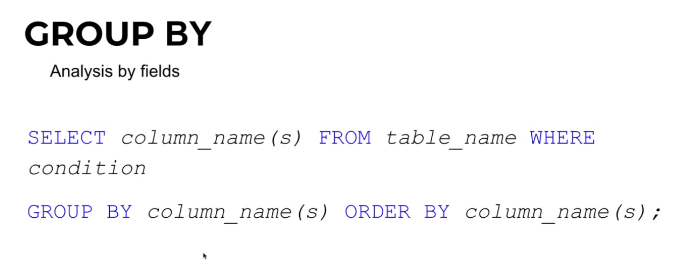 GROUP BY
Analysis by fields
SELECT column_name(s) FROM table_name WHERE
condition
GROUP BY column_name(s) ORDER BY column_name(s);